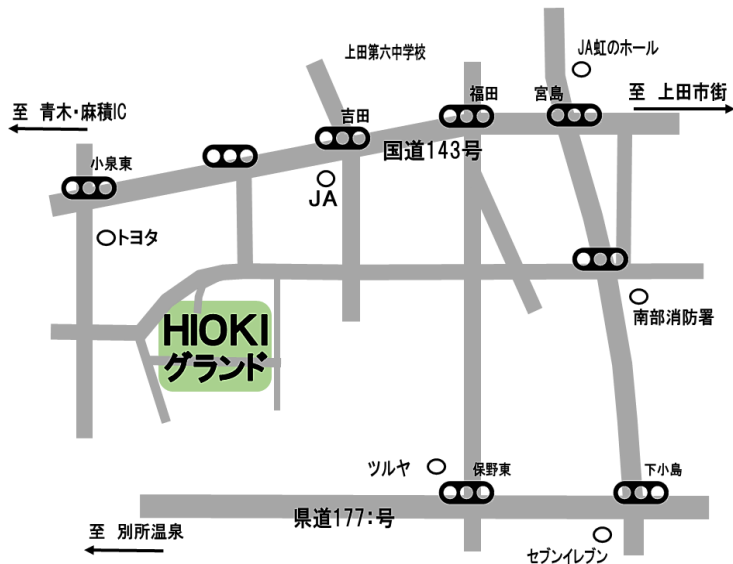 JA虹のホール
上田第六中学校
至 青木・麻績IC
吉田
福田
宮島
至 上田市街
小泉東
国道143号
JA
トヨタ
南部消防署
HIOKI
グランド
ツルヤ
保野東
下小島
県道177:号
至 別所温泉
セブンイレブン